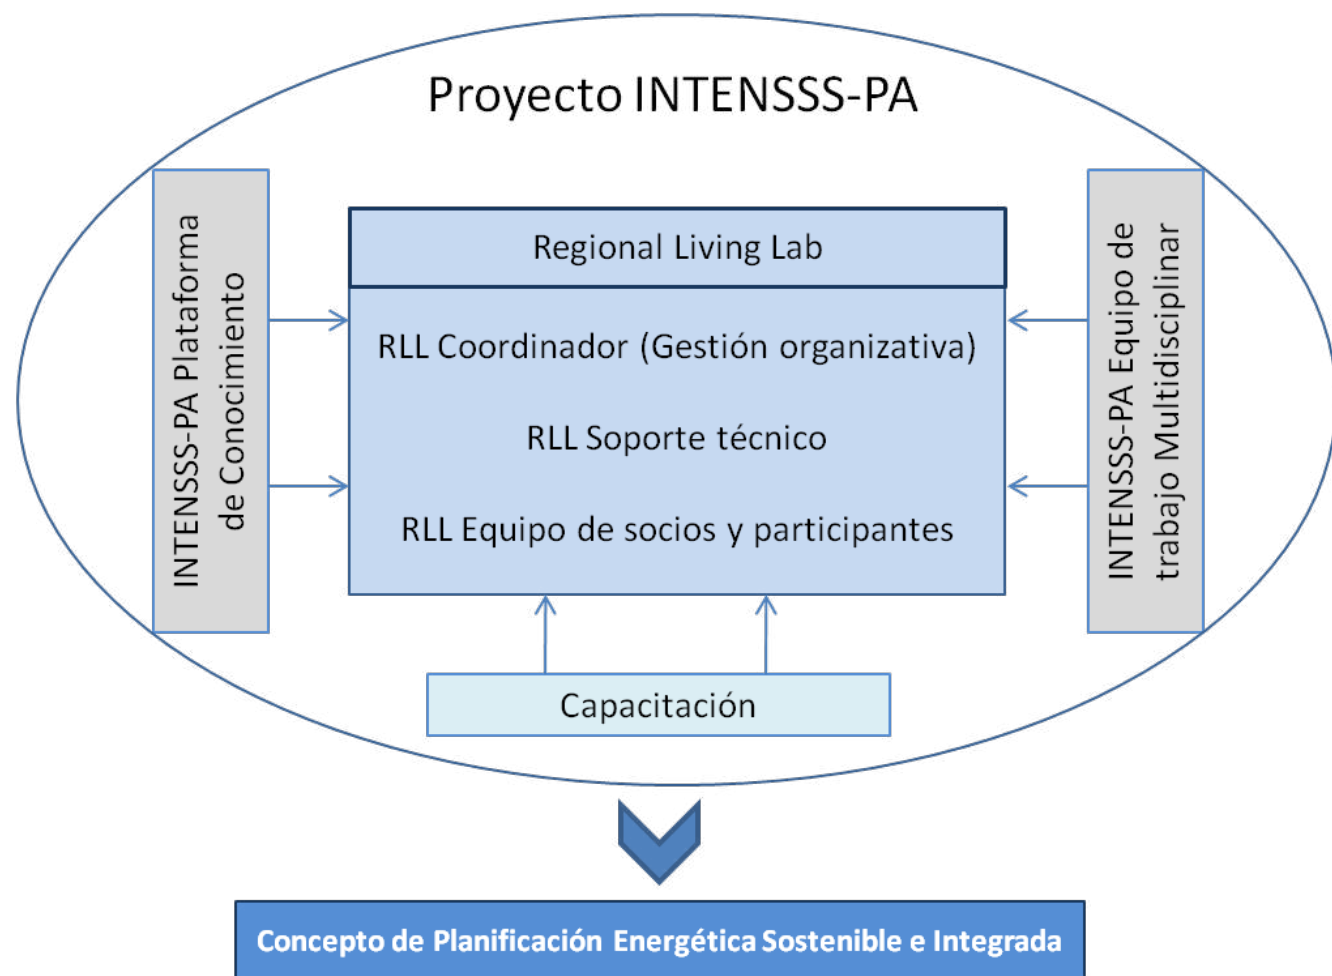 Proyecto INTENSSS-PA
INTENSSS-PA Plataforma
de Conocimiento
Regional Living Lab
RLL Coordinador (Gestión organizativa)
RLL Soporte técnico
RLL Equipo de socios y participantes
INTENSSS-PA Equipo de
trabajo Multidisciplinar
Capacitación
Concepto de Planificación Energética Sostenible e Integrada